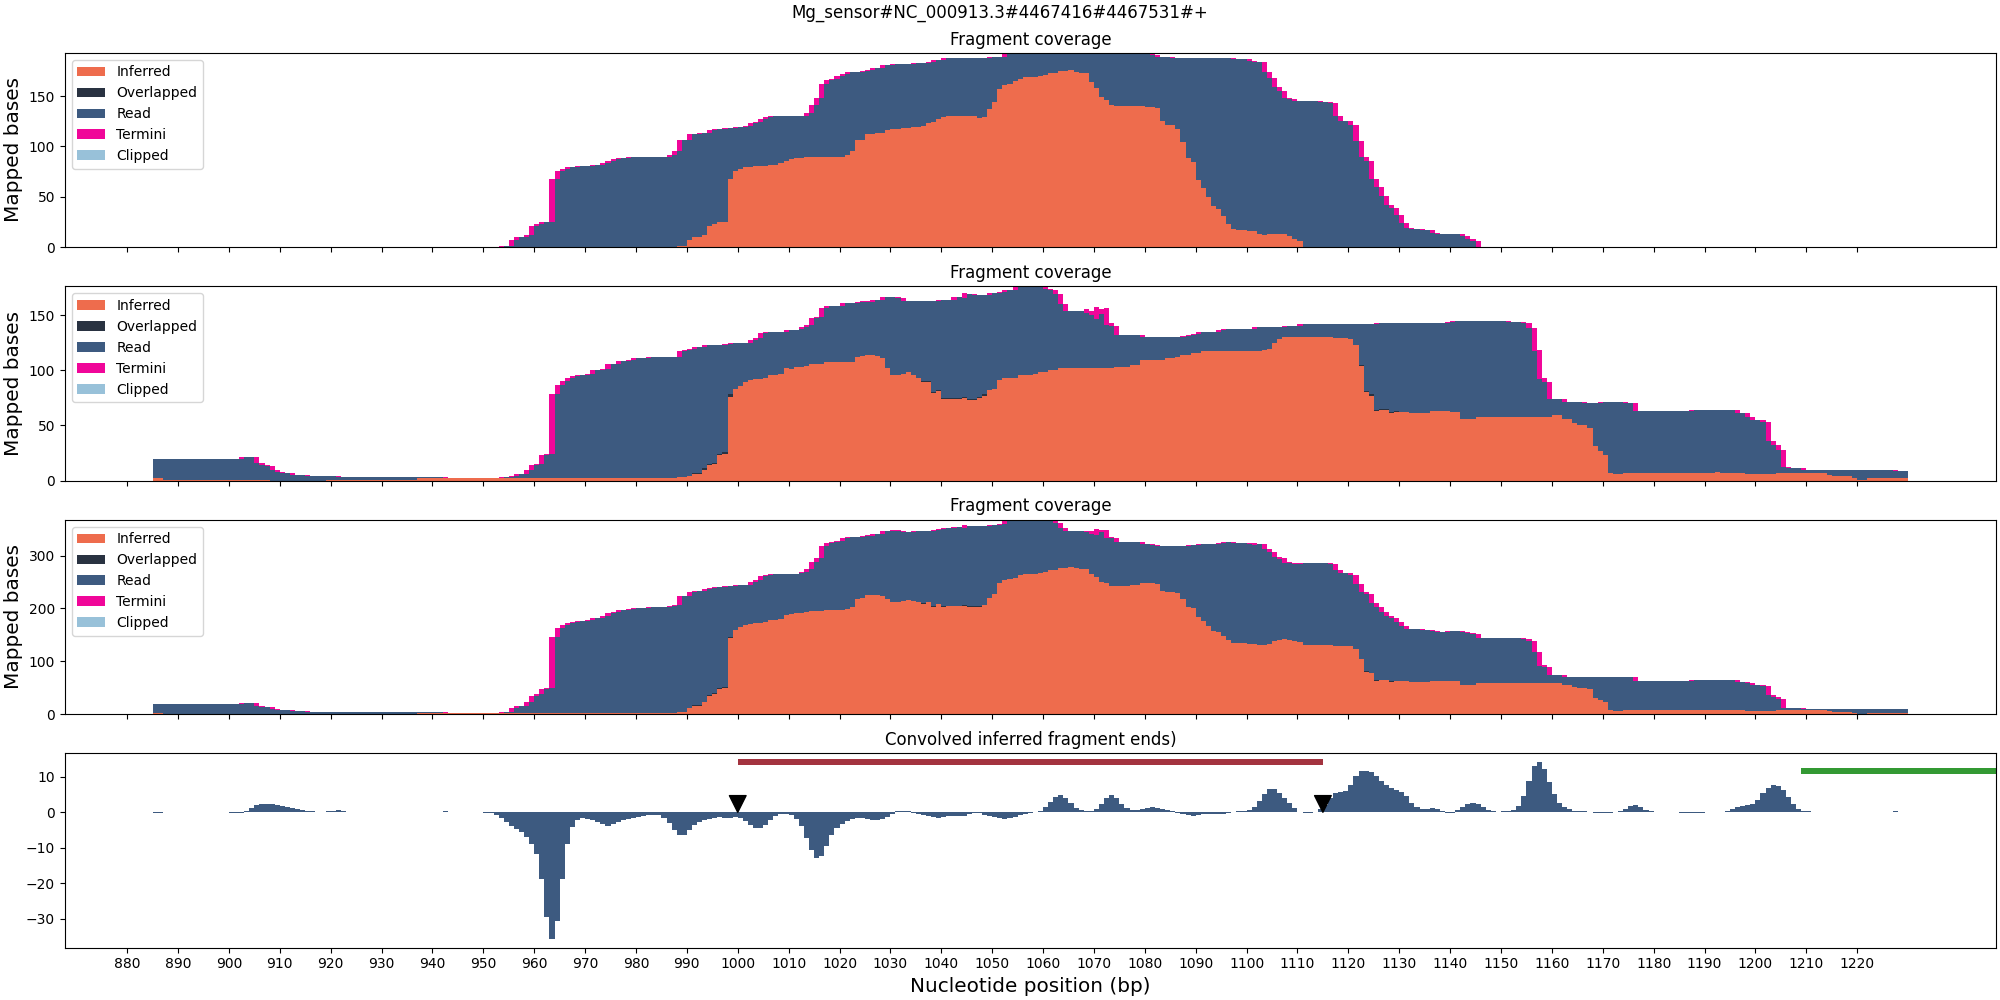 Mg_sensor#NC_000913.3#4467416#4467531#+
Fragment coverage
Mapped bases
150
100
50
0
Inferred
Overlapped
Read
Termini
Clipped
Fragment coverage
Mapped bases
150
100
50
0
Inferred
Overlapped
Read
Termini
Clipped
Fragment coverage
Mapped bases
300
200
100
0
Inferred
Overlapped
Read
Termini
Clipped
Convolved inferred fragment ends)
10
0
−10
−20
−30
880 890 900 910 920 930 940 950 960 970 980 990 1000 1010 1020 1030 1040 1050 1060 1070 1080 1090 1100 1110 1120 1130 1140 1150 1160 1170 1180 1190 1200 1210 1220
Nucleotide position (bp)